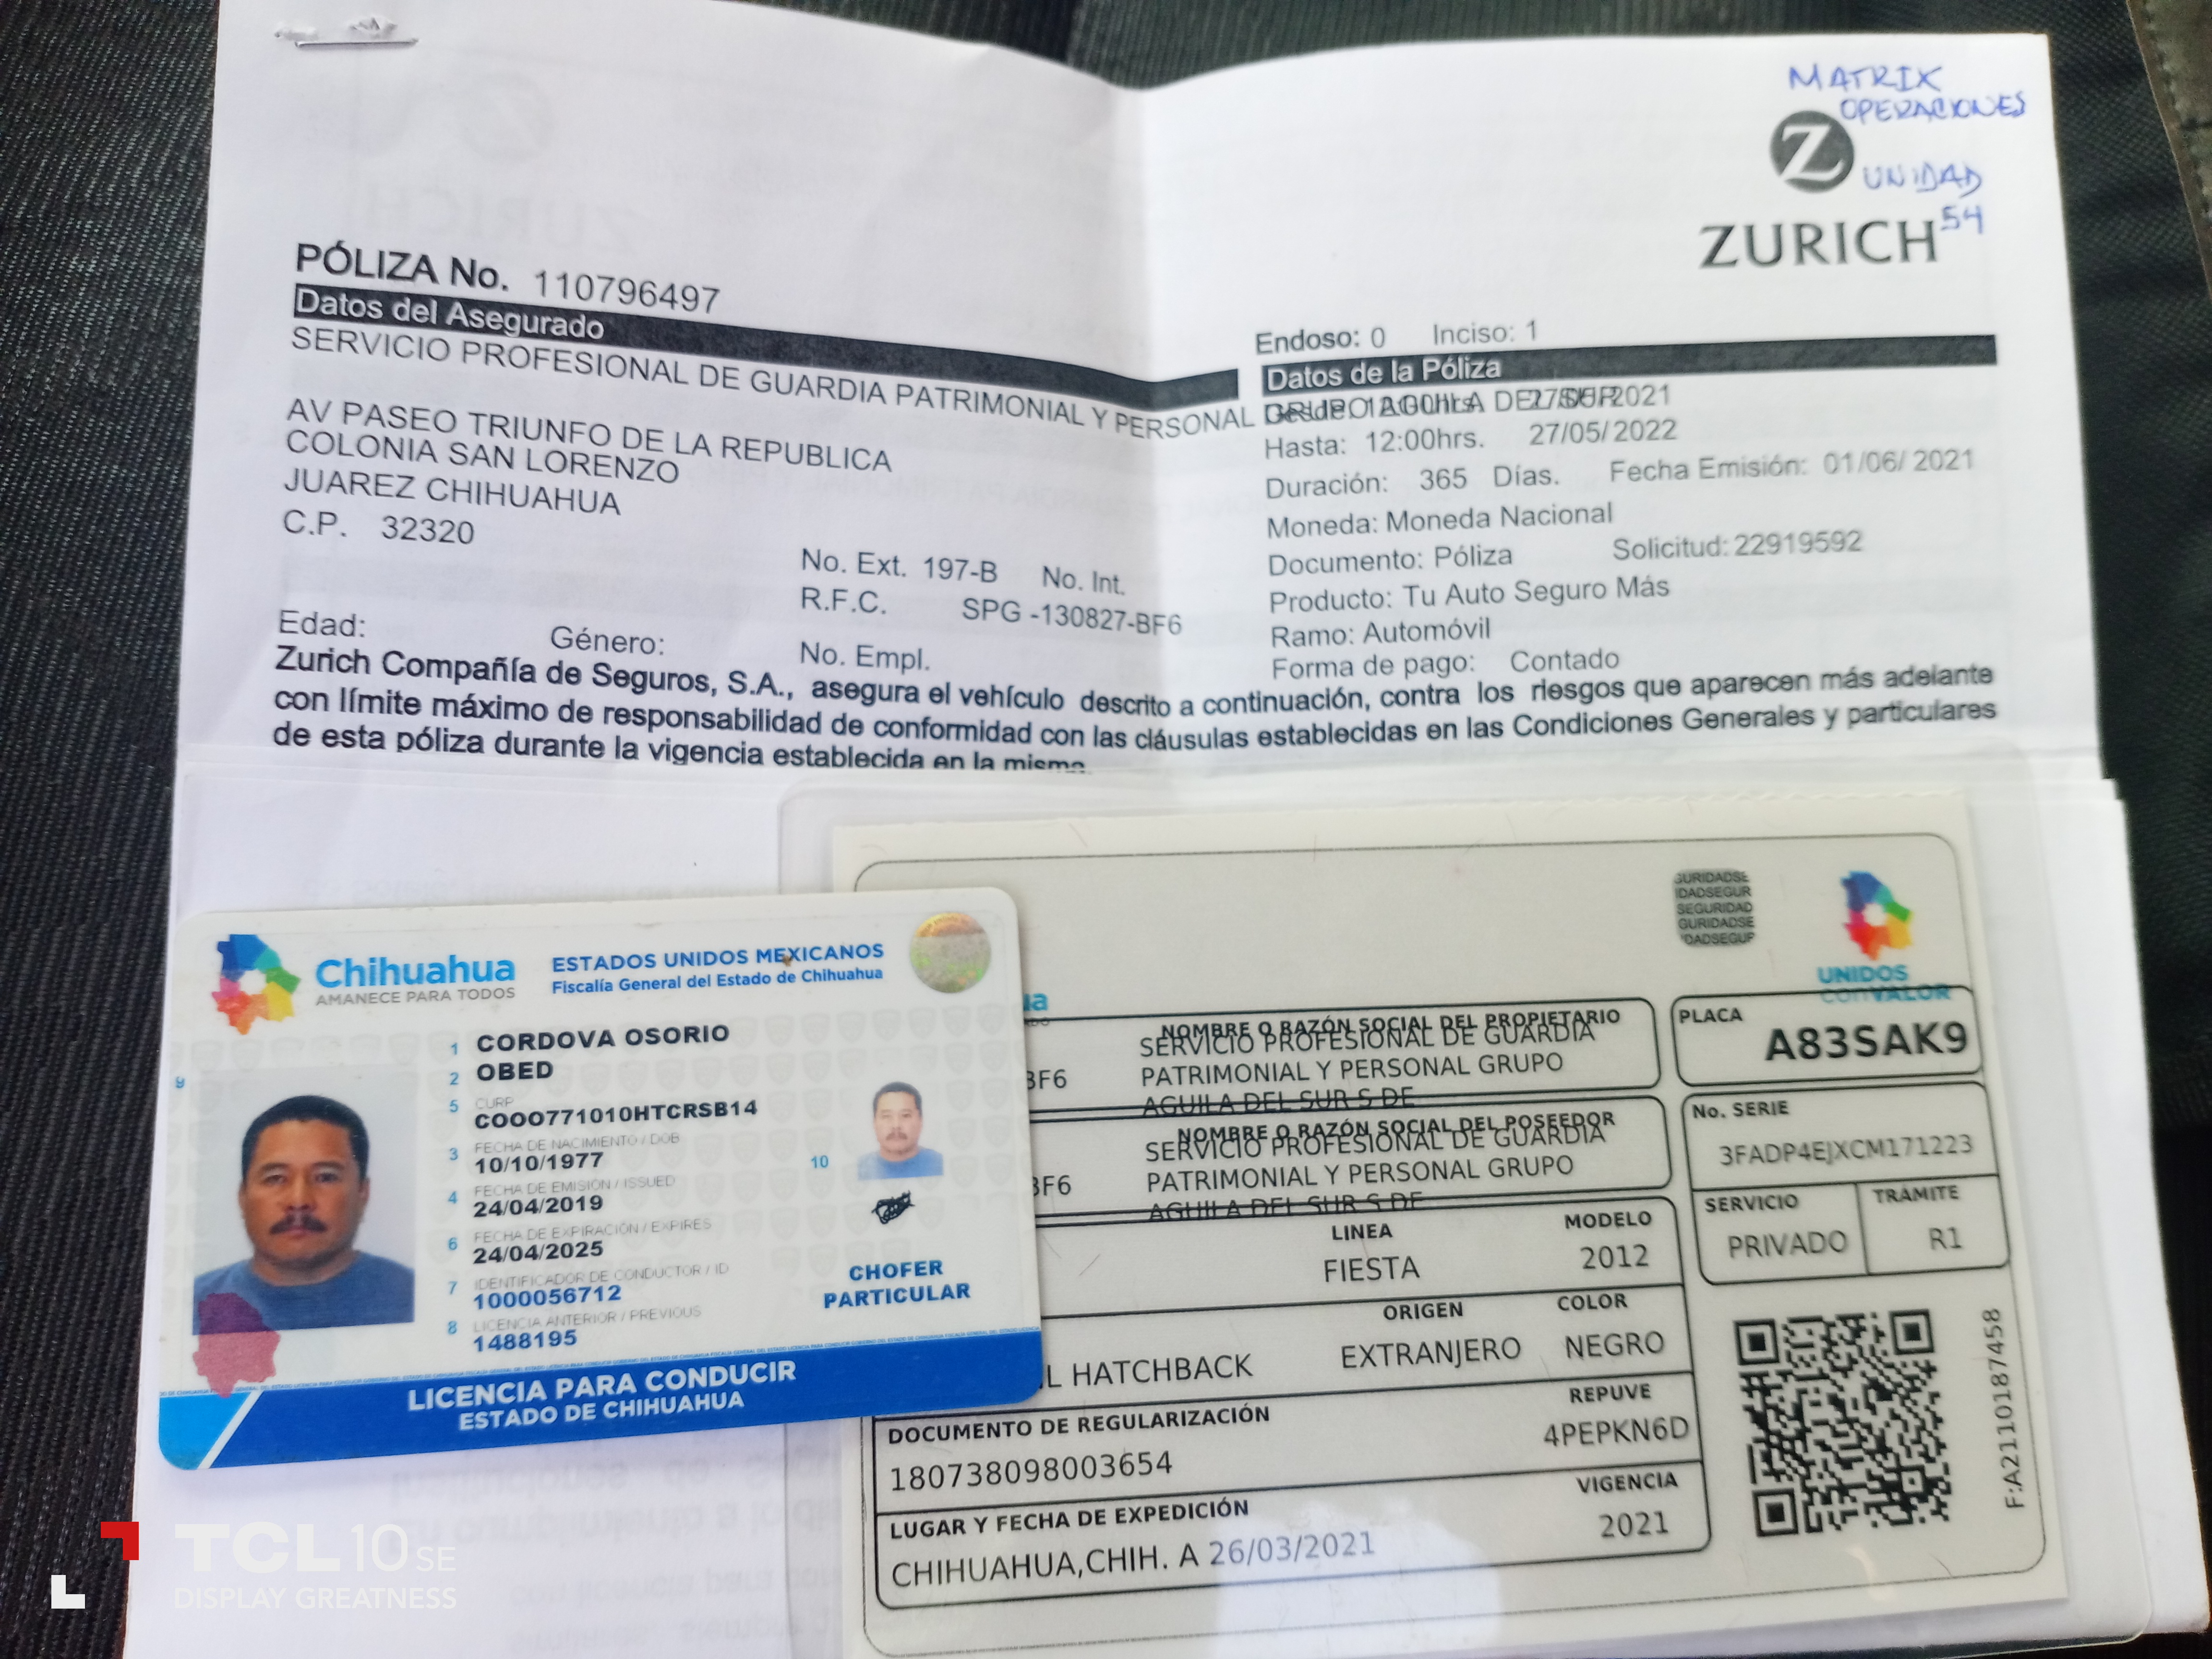 MATRIX
OPERACIONES
UNIDAD
54
Z
ZURICH
PÓLIZA No. 110796497
Datos del Asegurado
SERVICIO PROFESIONAL DE GUARDIA PATRIMONIAL Y PERSONAL GRUPO AGUILA DEL SUR
AV PASEO TRIUNFO DE LA REPUBLICA
COLONIA SAN LORENZO
JUAREZ CHIHUAHUA
C.P. 32320
No. Ext. 197-B No. Int.
R.F.C. SPG -130827-BF6
Edad: Género: No. Empl.
Endoso: 0 Inciso: 1
Datos de la Póliza
Desde: 12:00hrs. 27/05/2021
Hasta: 12:00hrs. 27/05/2022
Duración: 365 Días. Fecha Emisión: 01/06/ 2021
Moneda: Moneda Nacional
Documento: Póliza Solicitud: 22919592
Producto: Tu Auto Seguro Más
Ramo: Automóvil
Forma de pago: Contado
Zurich Compañía de Seguros, S.A., asegura el vehículo descrito a continuación, contra los riesgos que aparecen más adelante
con límite máximo de responsabilidad de conformidad con las cláusulas establecidas en las Condiciones Generales y particulares
de esta póliza durante la vigencia establecida en la misma.
Chihuahua
AMANECE PARA TODOS
ESTADOS UNIDOS MEXICANOS
Fiscalía General del Estado de Chihuahua
1 CORDOVA OSORIO
2 OBED
5 CURP
COOO771010HTCRSB14
3 FECHA DE NACIMIENTO / DOB
10/10/1977
4 FECHA DE EMISIÓN / ISSUED
24/04/2019
6 FECHA DE EXPIRACIÓN / EXPIRES
24/04/2025
7 IDENTIFICADOR DE CONDUCTOR / ID
1000056712
8 LICENCIA ANTERIOR / PREVIOUS
1488195
9
10
CHOFER
PARTICULAR
LICENCIA PARA CONDUCIR
ESTADO DE CHIHUAHUA
GURIDADSE
IDADSEGUR
SEGURIDAD
GURIDADSE
DADSEGUR
UNIDOS
conVALOR
ua
NOMBRE O RAZÓN SOCIAL DEL PROPIETARIO
SERVICIO PROFESIONAL DE GUARDIA
BF6 PATRIMONIAL Y PERSONAL GRUPO
AGUILA DEL SUR S DE
NOMBRE O RAZÓN SOCIAL DEL POSEEDOR
SERVICIO PROFESIONAL DE GUARDIA
BF6 PATRIMONIAL Y PERSONAL GRUPO
AGUILA DEL SUR S DE
PLACA
A83SAK9
No. SERIE
3FADP4EJXCM171223
SERVICIO TRÁMITE
PRIVADO R1
LINEA MODELO
FIESTA 2012
ORIGEN COLOR
L HATCHBACK EXTRANJERO NEGRO
DOCUMENTO DE REGULARIZACIÓN REPUVE
180738098003654 4PEPKN6D
LUGAR Y FECHA DE EXPEDICIÓN VIGENCIA
CHIHUAHUA,CHIH. A 26/03/2021 2021
F:A21101187458
TCL 10 SE
DISPLAY GREATNESS